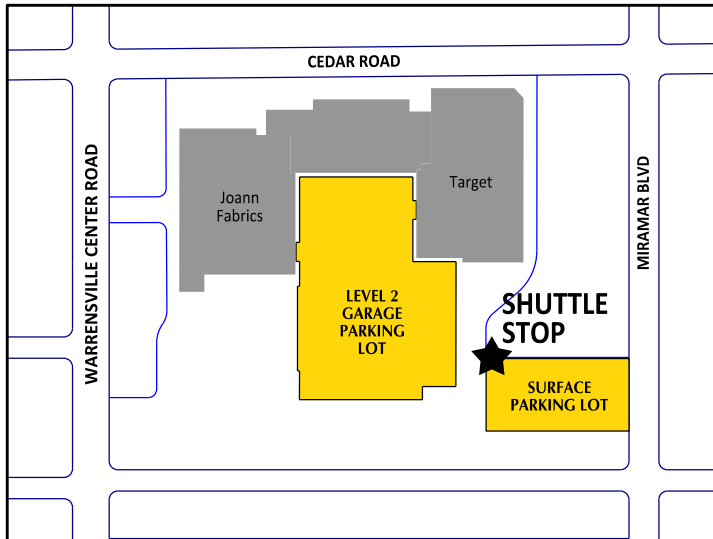 CEDAR ROAD
WARRENSVILLE CENTER ROAD
Joann
Fabrics
Target
MIRAMAR BLVD
LEVEL 2
GARAGE
PARKING
LOT
SHUTTLE
STOP
SURFACE
PARKING LOT